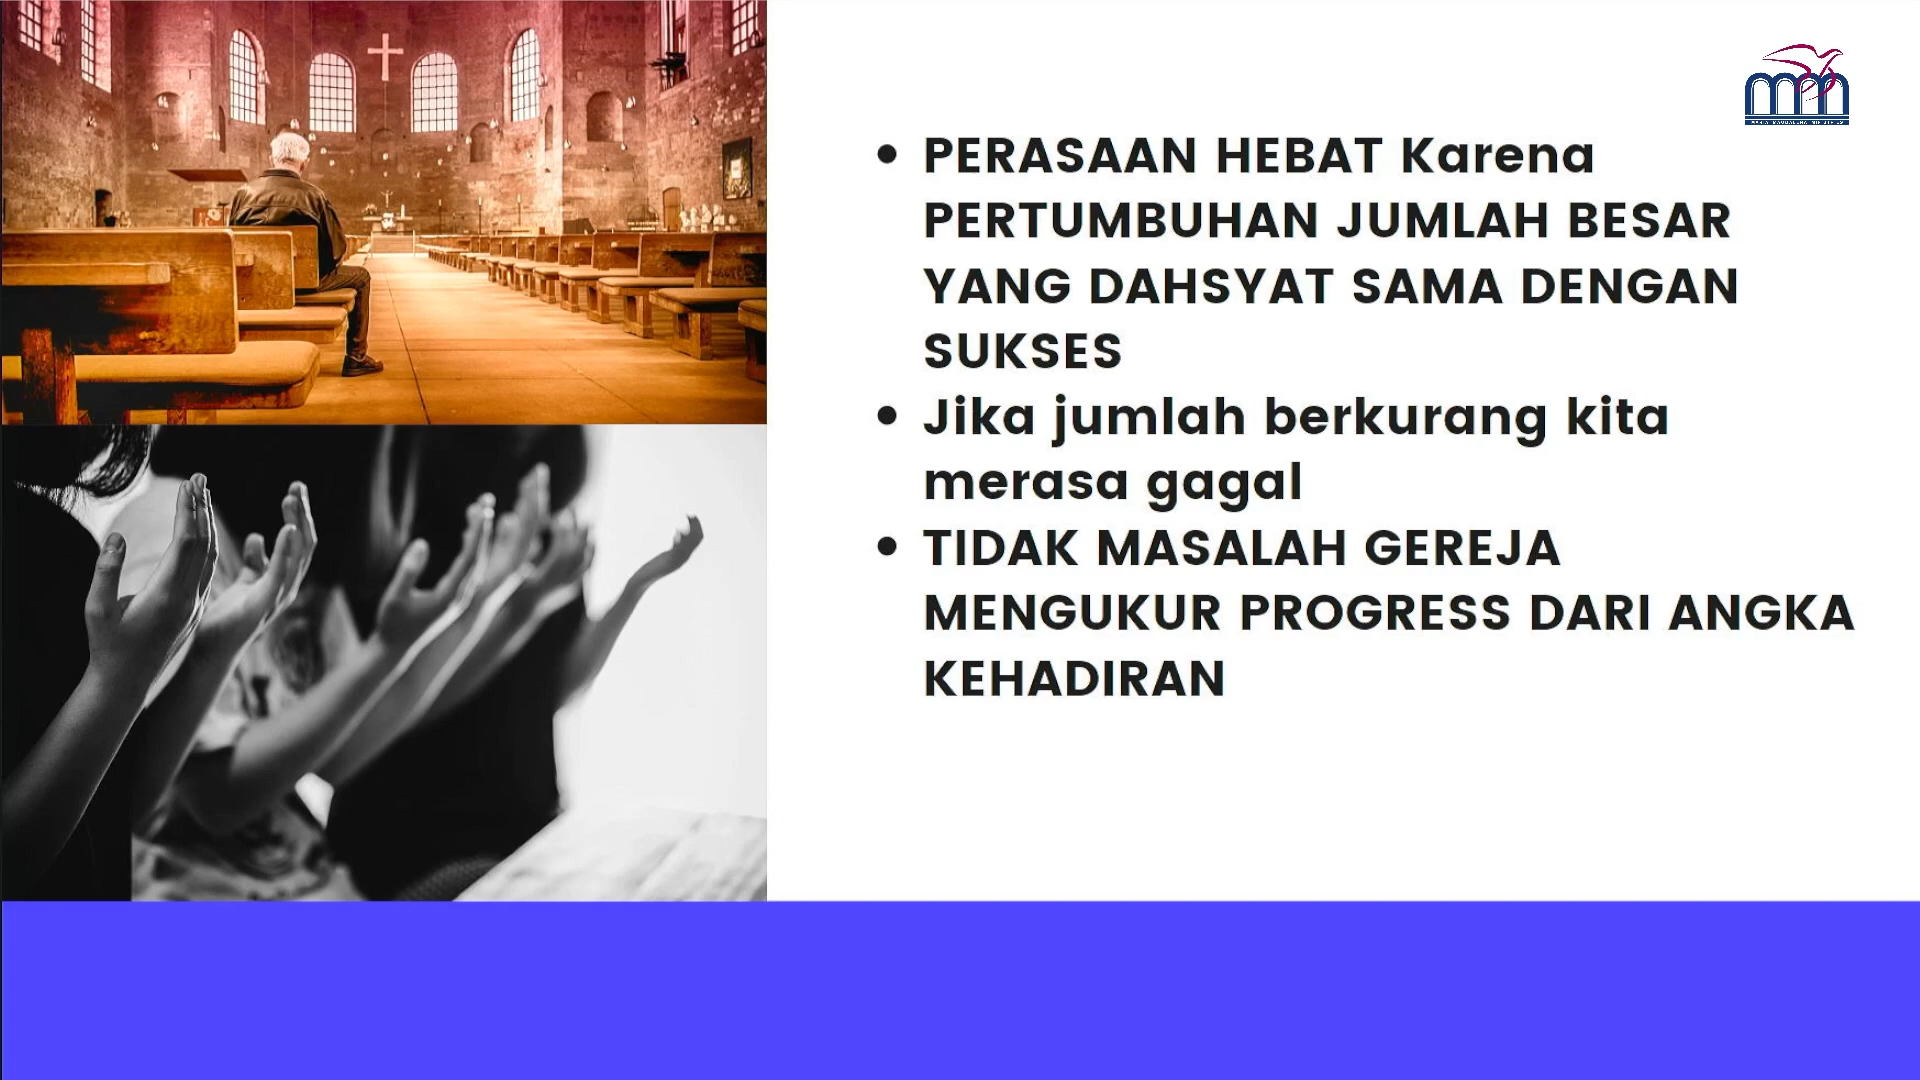 • PERASAAN HEBAT Karena
PERTUMBUHAN JUMLAH BESAR
YANG DAHSYAT SAMA DENGAN
SUKSES
• Jika jumlah berkurang kita
merasa gagal
• TIDAK MASALAH GEREJA
MENGUKUR PROGRESS DARI ANGKA
KEHADIRAN